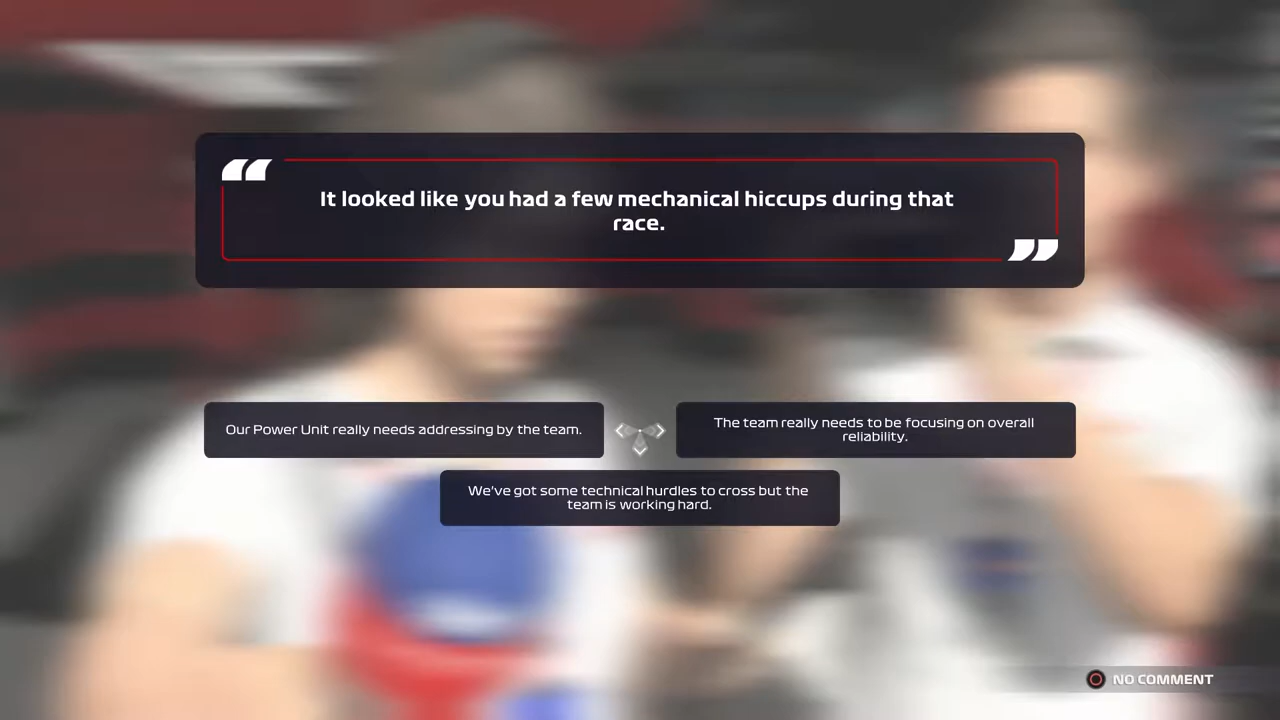 It looked like you had a few mechanical hiccups during that
race.
Our Power Unit really needs addressing by the team.
The team really needs to be focusing on overall
reliability.
We've got some technical hurdles to cross but the
team is working hard.
NO COMMENT